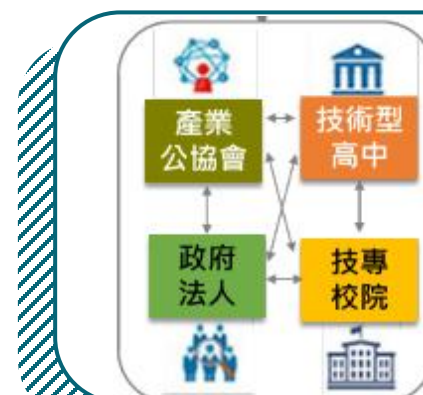 產業
公協會
技術型
高中
政府
法人
技專
校院